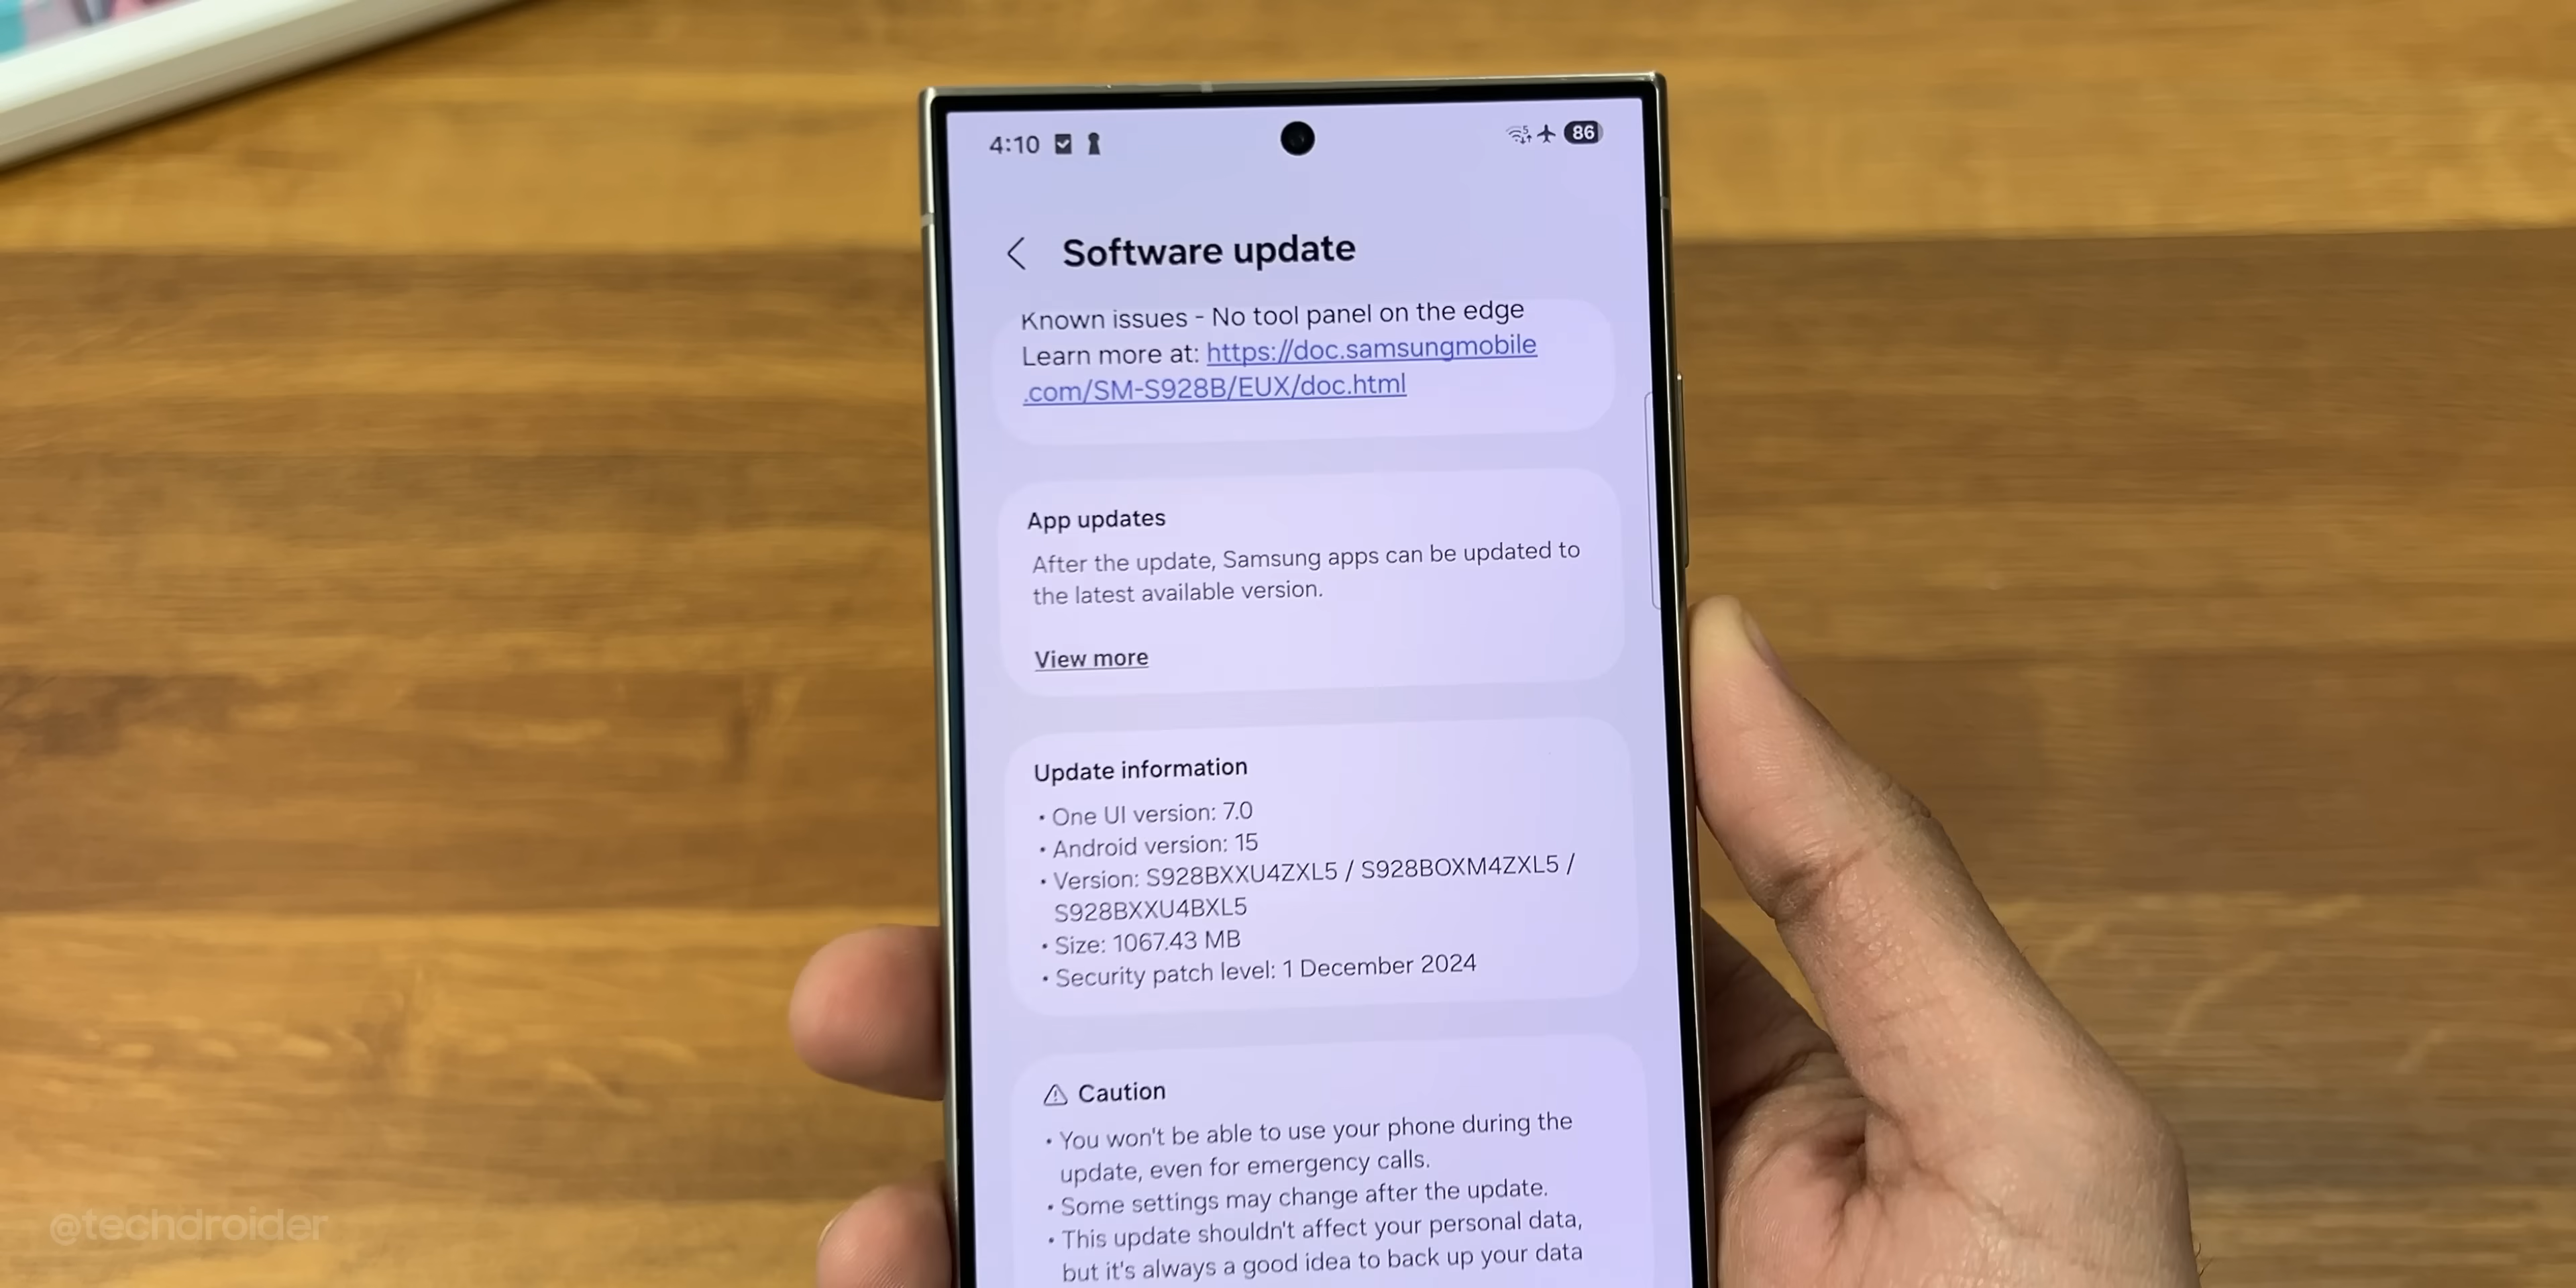 4:10
5
86
Software update
Known issues - No tool panel on the edge
Learn more at: https://doc.samsungmobile
.com/SM-S928B/EUX/doc.html
App updates
After the update, Samsung apps can be updated to
the latest available version.
View more
Update information
• One UI version: 7.0
• Android version: 15
• Version: S928BXXU4ZXL5 / S928BOXM4ZXL5 /
S928BXXU4BXL5
• Size: 1067.43 MB
• Security patch level: 1 December 2024
Caution
• You won't be able to use your phone during the
update, even for emergency calls.
• Some settings may change after the update.
• This update shouldn't affect your personal data,
but it's always a good idea to back up your data
@techdroider